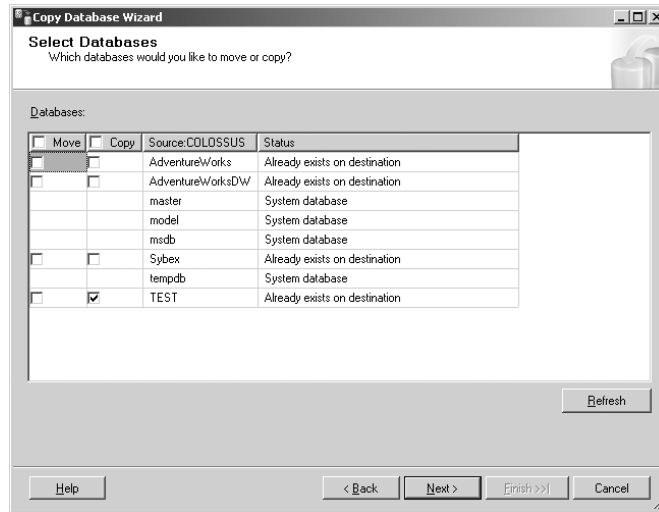 Copy Database Wizard
Select Databases
Which databases would you like to move or copy?
Databases:
Move Copy Source:COLOSSUS Status
AdventureWorks Already exists on destination
AdventureWorksDW Already exists on destination
master System database
model System database
msdb System database
Sybex Already exists on destination
tempdb System database
TEST Already exists on destination
Refresh
Help < Back Next > Finish >>| Cancel